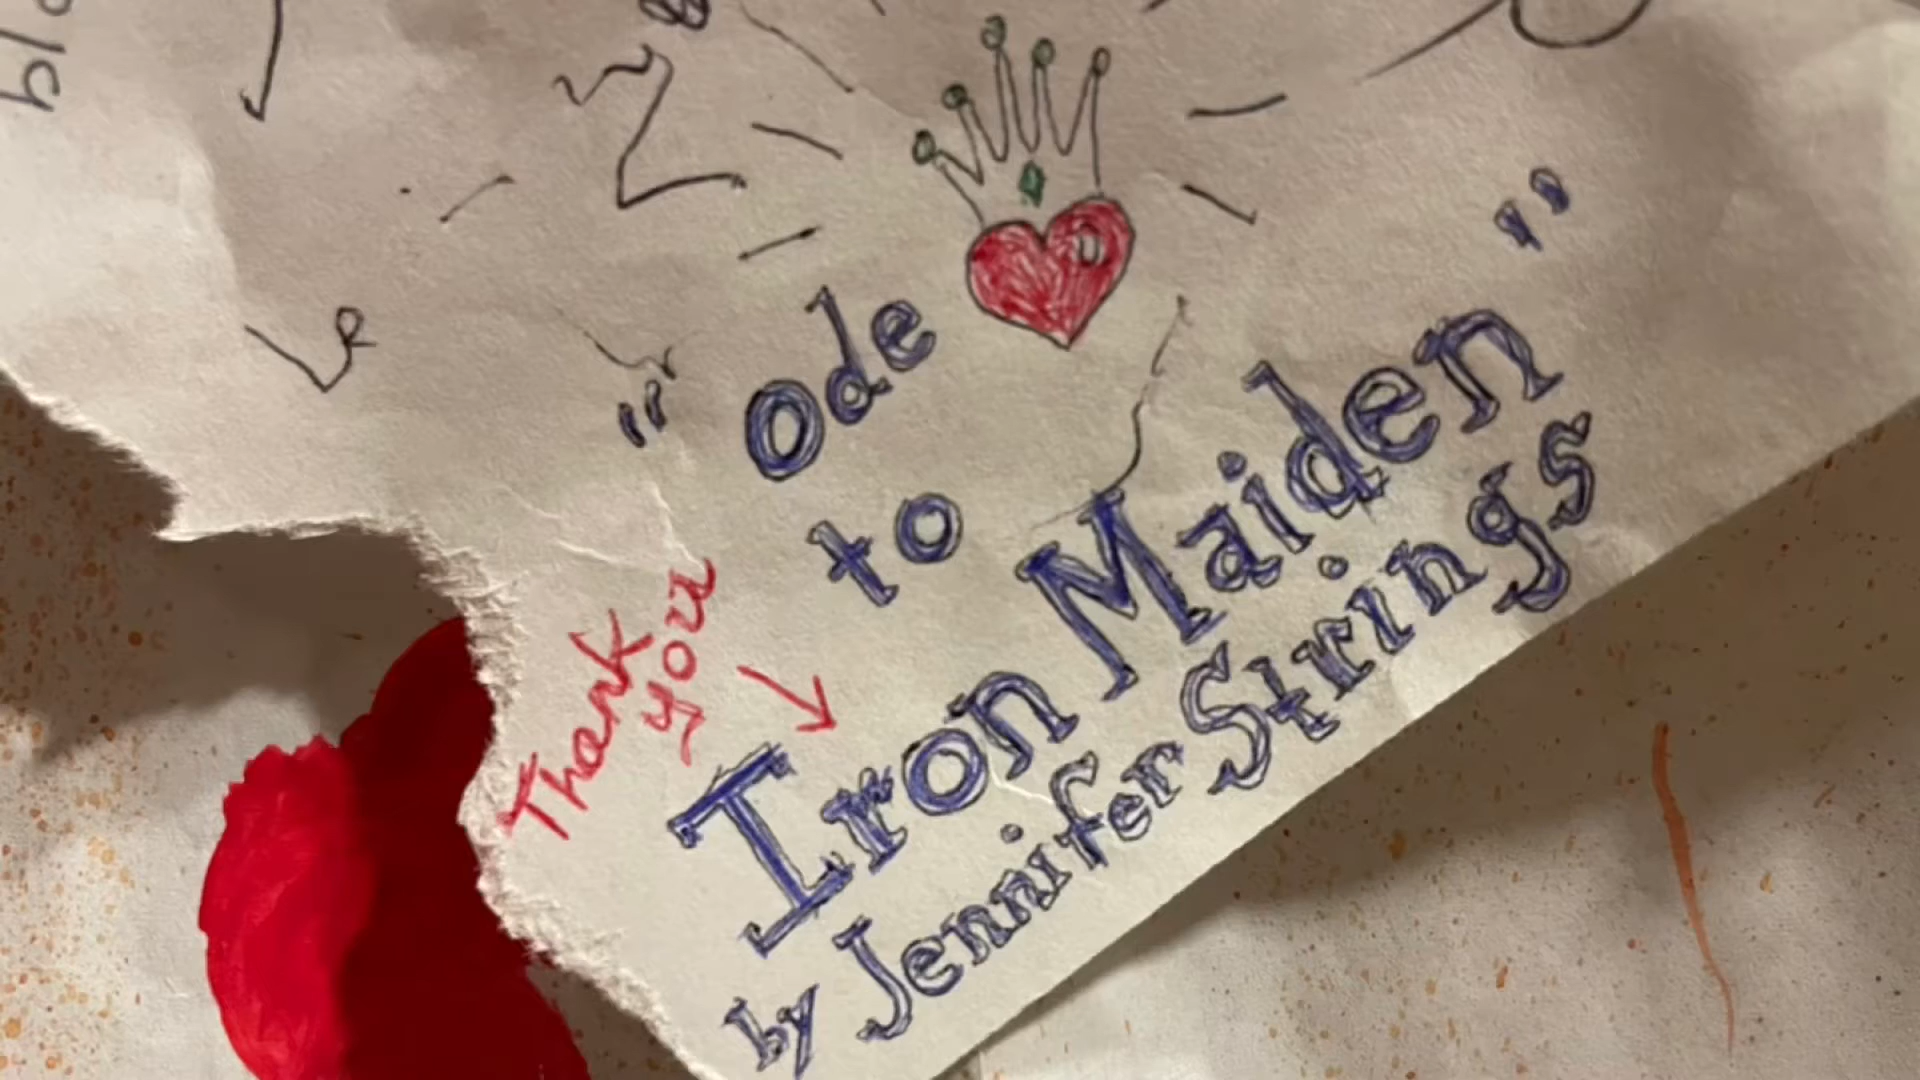 "Ode
to
Thank
you
Iron Maiden"
by Jennifer Strings